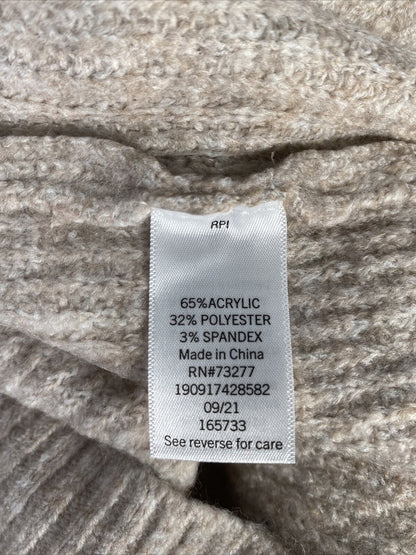 RPI
65%ACRYLIC
32% POLYESTER
3% SPANDEX
Made in China
RN#73277
190917428582
09/21
165733
See reverse for care